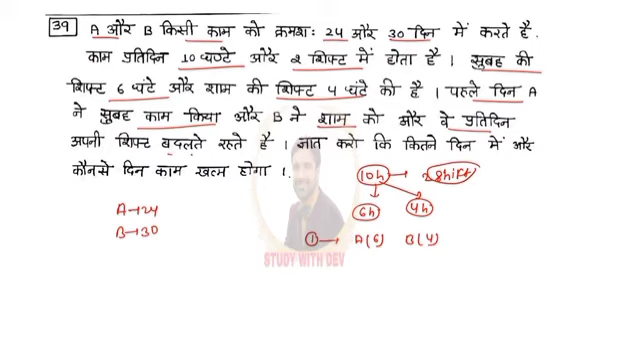 39 A और B किसी काम को क्रमशः 24 और 30 दिन में करते है.
काम प्रतिदिन 10 घण्टे और 2 शिफ्ट में होता है। सुबह की
शिफ्ट 6 घंटे और शाम की शिफ्ट 4 घंटे की है। पहले दिन A
ने सुबह काम किया और B ने शाम को और वे प्रतिदिन
अपनी शिफ्ट बदलते रहते है। ज्ञात करो कि कितने दिन में और
कौनसे दिन काम खत्म होगा।.
10h → 2 shift
6h 4h
A→24
B→30
① → A(6) B(4)
STUDY WITH DEV